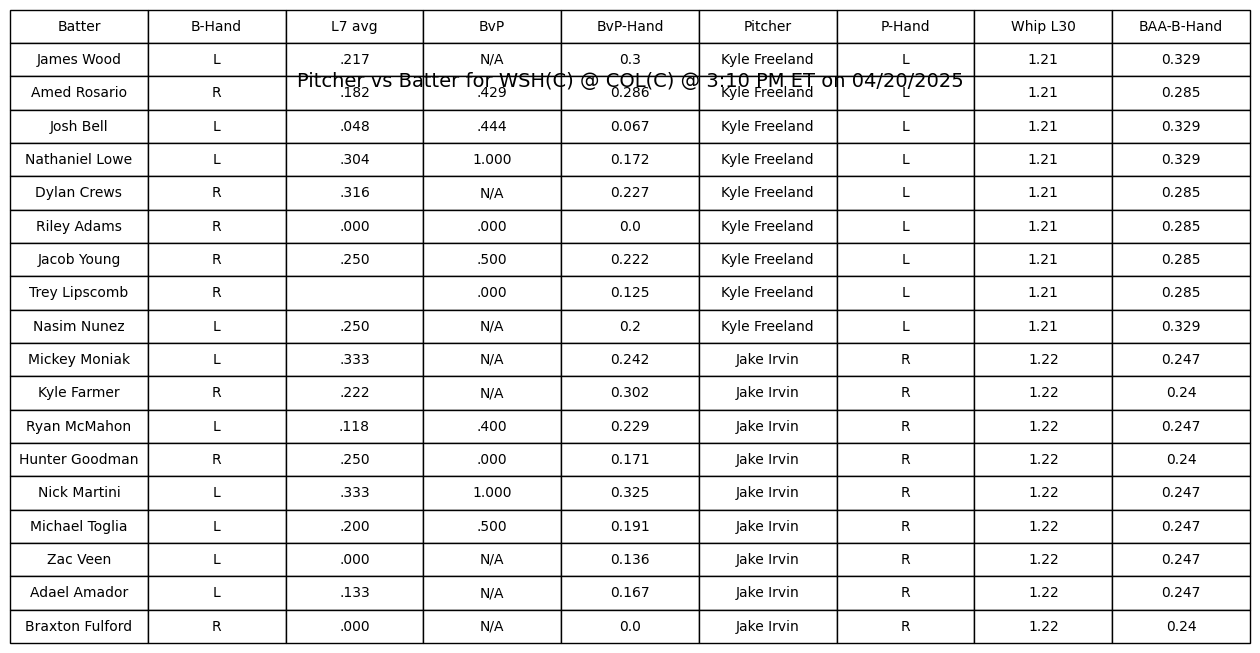 Batter B-Hand L7 avg BvP BvP-Hand Pitcher P-Hand Whip L30 BAA-B-Hand
James Wood L .217 N/A 0.3 Kyle Freeland L 1.21 0.329
Pitcher vs Batter for WSH(C) @ COL(C) @ 3:10 PM ET on 04/20/2025
Amed Rosario R .182 .429 0.286 Kyle Freeland L 1.21 0.285
Josh Bell L .048 .444 0.067 Kyle Freeland L 1.21 0.329
Nathaniel Lowe L .304 1.000 0.172 Kyle Freeland L 1.21 0.329
Dylan Crews R .316 N/A 0.227 Kyle Freeland L 1.21 0.285
Riley Adams R .000 .000 0.0 Kyle Freeland L 1.21 0.285
Jacob Young R .250 .500 0.222 Kyle Freeland L 1.21 0.285
Trey Lipscomb R .000 0.125 Kyle Freeland L 1.21 0.285
Nasim Nunez L .250 N/A 0.2 Kyle Freeland L 1.21 0.329
Mickey Moniak L .333 N/A 0.242 Jake Irvin R 1.22 0.247
Kyle Farmer R .222 N/A 0.302 Jake Irvin R 1.22 0.24
Ryan McMahon L .118 .400 0.229 Jake Irvin R 1.22 0.247
Hunter Goodman R .250 .000 0.171 Jake Irvin R 1.22 0.24
Nick Martini L .333 1.000 0.325 Jake Irvin R 1.22 0.247
Michael Toglia L .200 .500 0.191 Jake Irvin R 1.22 0.247
Zac Veen L .000 N/A 0.136 Jake Irvin R 1.22 0.247
Adael Amador L .133 N/A 0.167 Jake Irvin R 1.22 0.247
Braxton Fulford R .000 N/A 0.0 Jake Irvin R 1.22 0.24